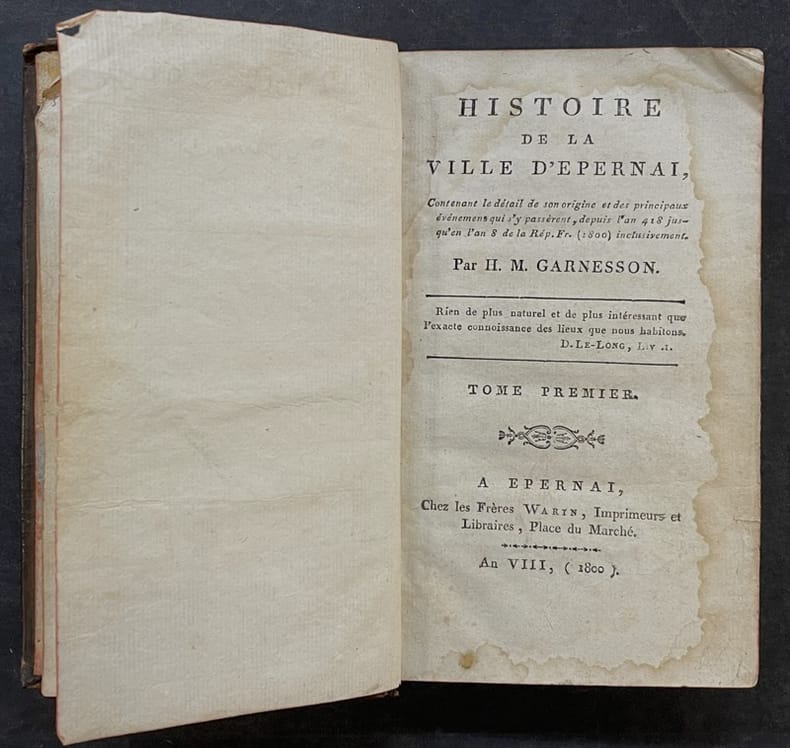 HISTOIRE
DE LA
VILLE D'EPERNAI,
Contenant le détail de son origine et des principaux
événemens qui s'y passèrent, depuis l'an 418 jus-
qu'en l'an 8 de la Rép. Fr. (1800) inclusivement.
Par H. M. GARNESSON.
Rien de plus naturel et de plus intéressant que
l'exacte connoissance des lieux que nous habitons.
D. LE-LONG,
TOME PREMIER.
A EPERNAI,
Chez les Frères WARIN, Imprimeurs et
Libraires, Place du Marché.
An VIII, (1800).